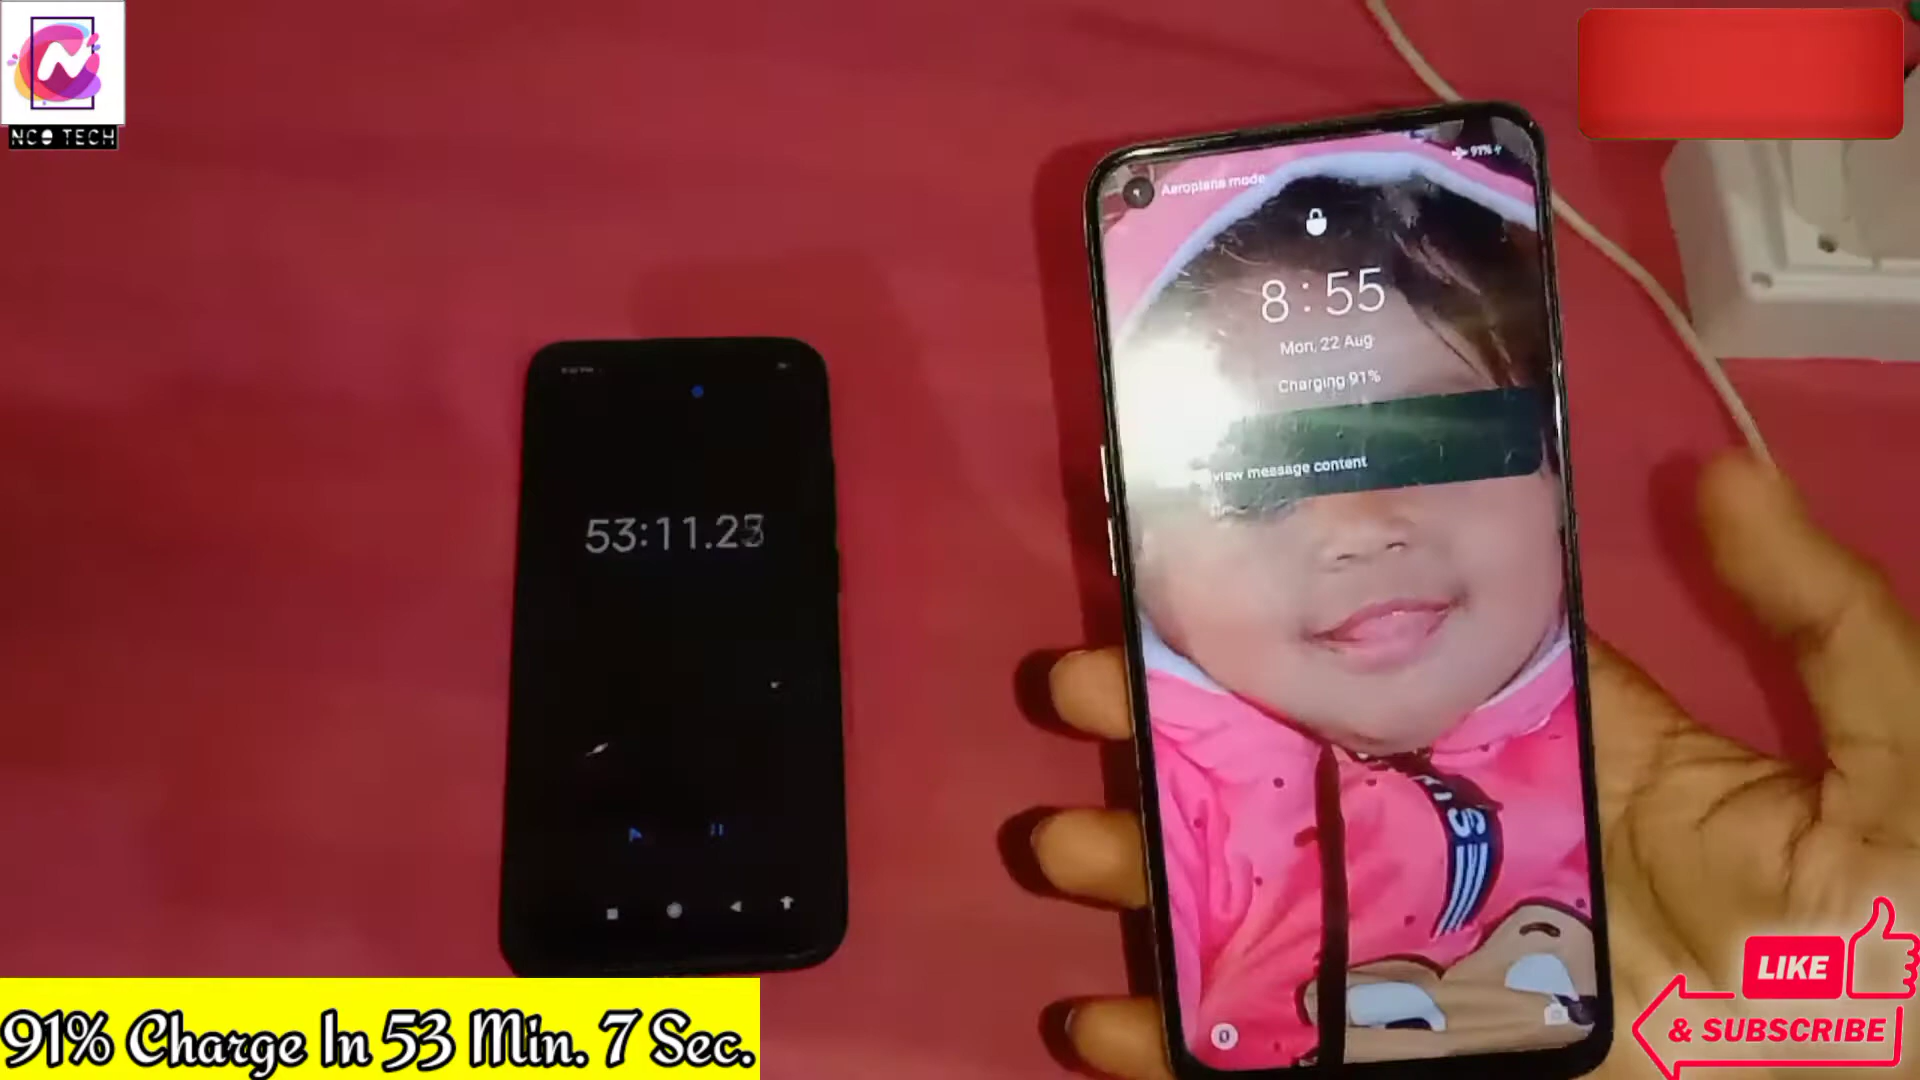 NCO TECH
Aeroplane mode
91%
8:55
Mon, 22 Aug
Charging 91%
view message content
53:11.23
LIKE
& SUBSCRIBE
91% Charge In 53 Min. 7 Sec.